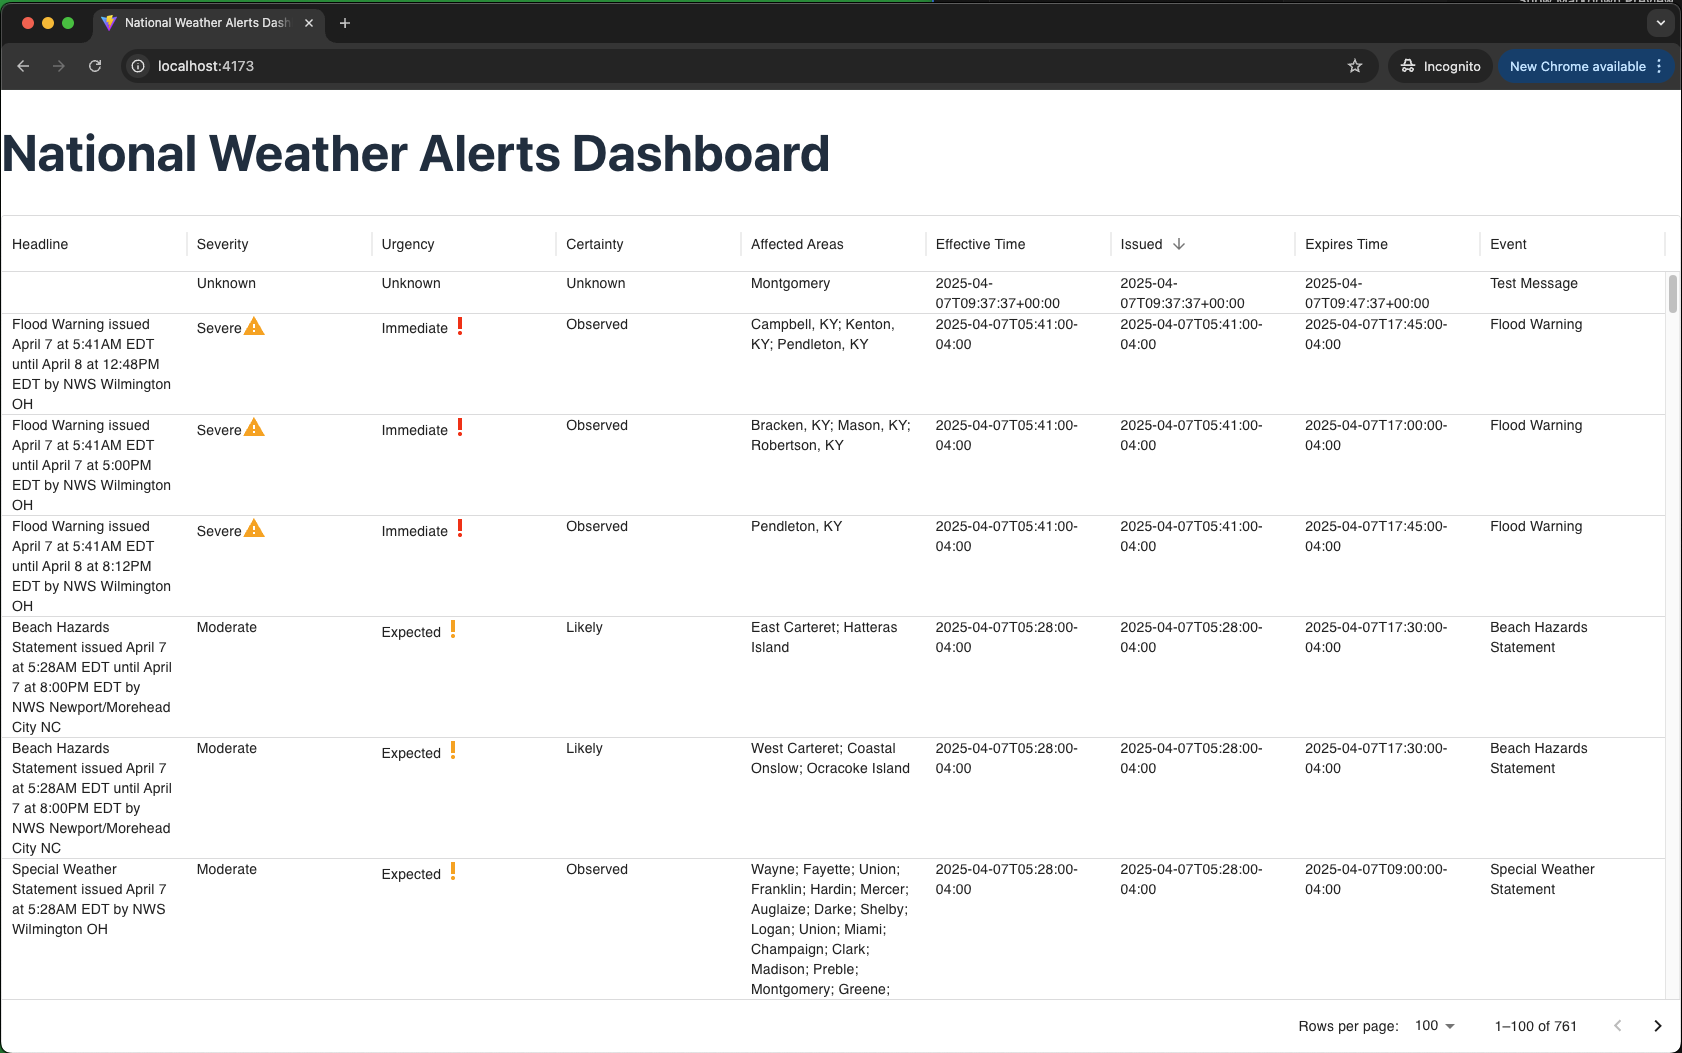 National Weather Alerts Dash
localhost:4173
Incognito
New Chrome available
National Weather Alerts Dashboard
Headline Severity Urgency Certainty Affected Areas Effective Time Issued Expires Time Event
Unknown Unknown Unknown Montgomery 2025-04- 2025-04- 2025-04- Test Message
07T09:37:37+00:00 07T09:37:37+00:00 07T09:47:37+00:00
Flood Warning issued Severe Immediate Observed Campbell, KY; Kenton, 2025-04-07T05:41:00- 2025-04-07T05:41:00- 2025-04-07T17:45:00- Flood Warning
April 7 at 5:41AM EDT KY; Pendleton, KY 04:00 04:00 04:00
until April 8 at 12:48PM
EDT by NWS Wilmington
OH
Flood Warning issued Severe Immediate Observed Bracken, KY; Mason, KY; 2025-04-07T05:41:00- 2025-04-07T05:41:00- 2025-04-07T17:00:00- Flood Warning
April 7 at 5:41AM EDT Robertson, KY 04:00 04:00 04:00
until April 7 at 5:00PM
EDT by NWS Wilmington
OH
Flood Warning issued Severe Immediate Observed Pendleton, KY 2025-04-07T05:41:00- 2025-04-07T05:41:00- 2025-04-07T17:45:00- Flood Warning
April 7 at 5:41AM EDT 04:00 04:00 04:00
until April 8 at 8:12PM
EDT by NWS Wilmington
OH
Beach Hazards Moderate Expected Likely East Carteret; Hatteras 2025-04-07T05:28:00- 2025-04-07T05:28:00- 2025-04-07T17:30:00- Beach Hazards
Statement issued April 7 Island 04:00 04:00 04:00 Statement
at 5:28AM EDT until April
7 at 8:00PM EDT by
NWS Newport/Morehead
City NC
Beach Hazards Moderate Expected Likely West Carteret; Coastal 2025-04-07T05:28:00- 2025-04-07T05:28:00- 2025-04-07T17:30:00- Beach Hazards
Statement issued April 7 Onslow; Ocracoke Island 04:00 04:00 04:00 Statement
at 5:28AM EDT until April
7 at 8:00PM EDT by
NWS Newport/Morehead
City NC
Special Weather Moderate Expected Observed Wayne; Fayette; Union; 2025-04-07T05:28:00- 2025-04-07T05:28:00- 2025-04-07T09:00:00- Special Weather
Statement issued April 7 Franklin; Hardin; Mercer; 04:00 04:00 04:00 Statement
at 5:28AM EDT by NWS Auglaize; Darke; Shelby;
Wilmington OH Logan; Union; Miami;
Champaign; Clark;
Madison; Preble;
Montgomery; Greene;
Rows per page: 100 1–100 of 761